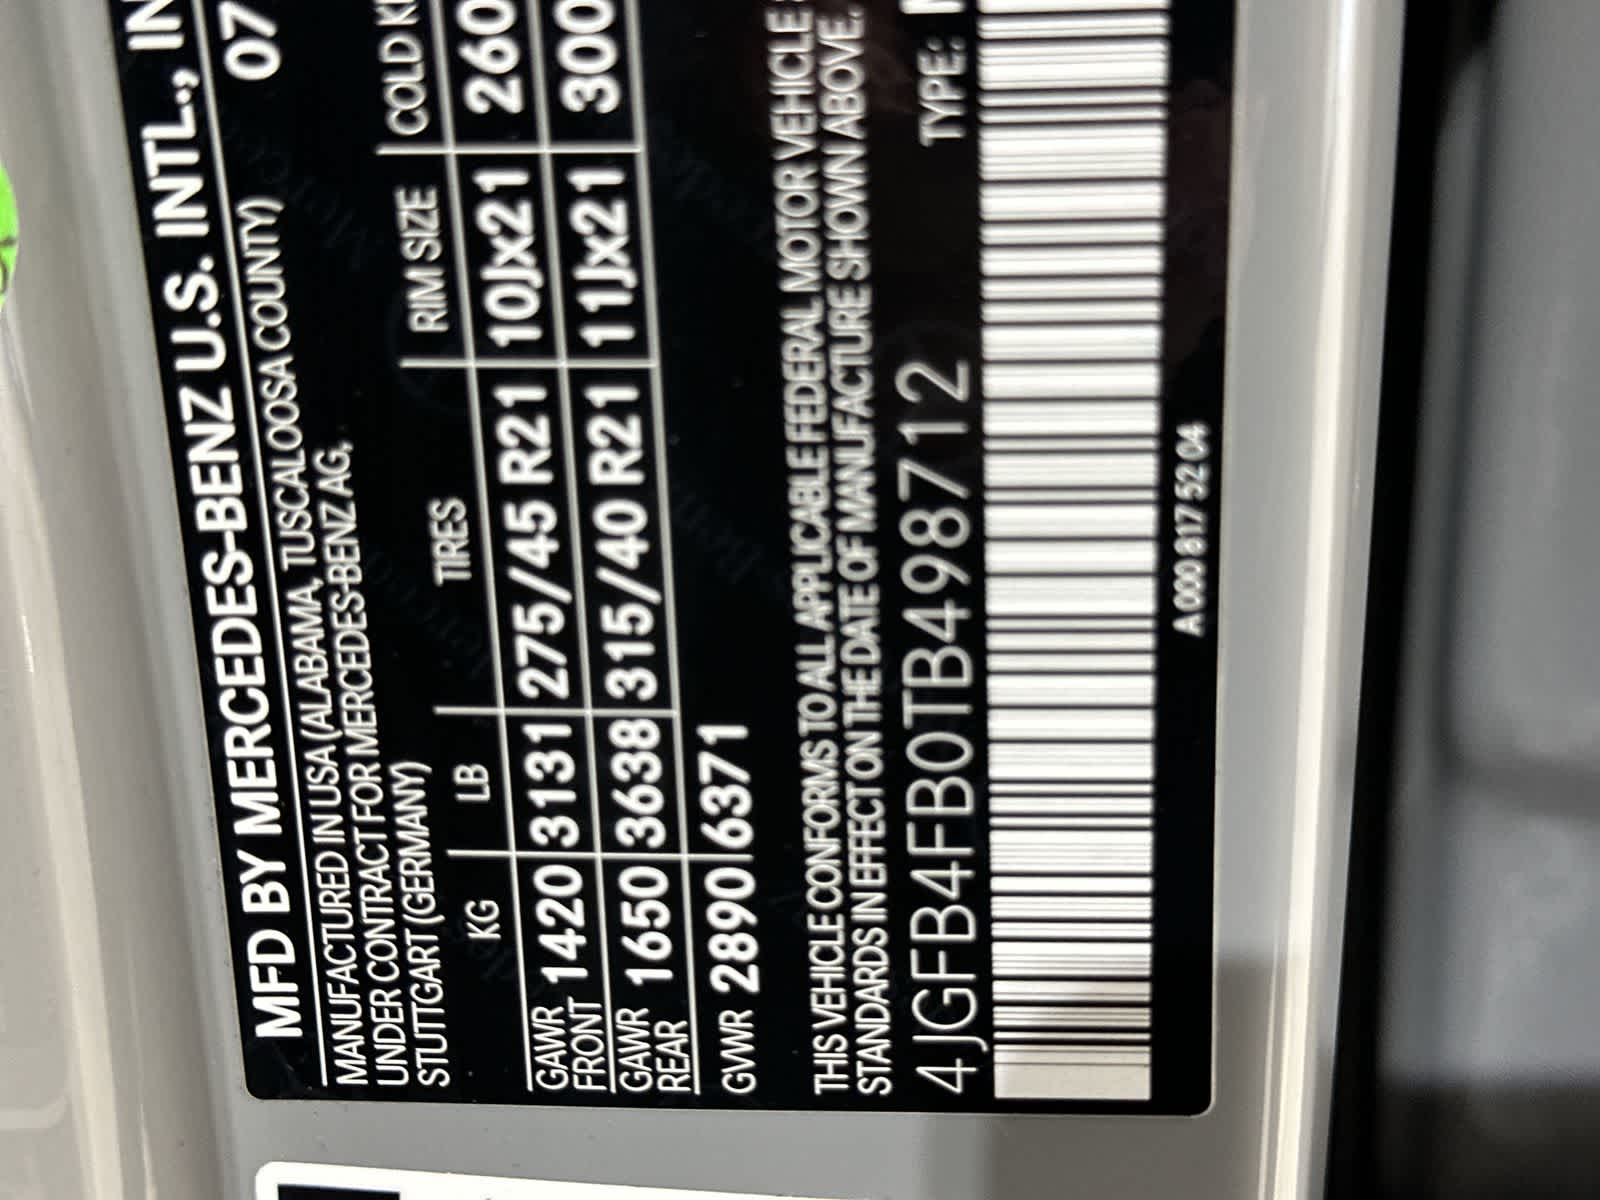 MFD BY MERCEDES-BENZ U.S. INTL., IN
07
MANUFACTURED IN USA (ALABAMA, TUSCALOOSA COUNTY)
UNDER CONTRACT FOR MERCEDES-BENZ AG,
STUTTGART (GERMANY)
KG LB TIRES RIM SIZE COLD
GAWR FRONT 1420 3131 275/45 R21 10Jx21 260
GAWR REAR 1650 3638 315/40 R21 11Jx21 300
GVWR 2890 6371
THIS VEHICLE CONFORMS TO ALL APPLICABLE FEDERAL MOTOR VEHICLE
STANDARDS IN EFFECT ON THE DATE OF MANUFACTURE SHOWN ABOVE.
4JGFB4FB0TB498712 TYPE:
A 000 817 52 04